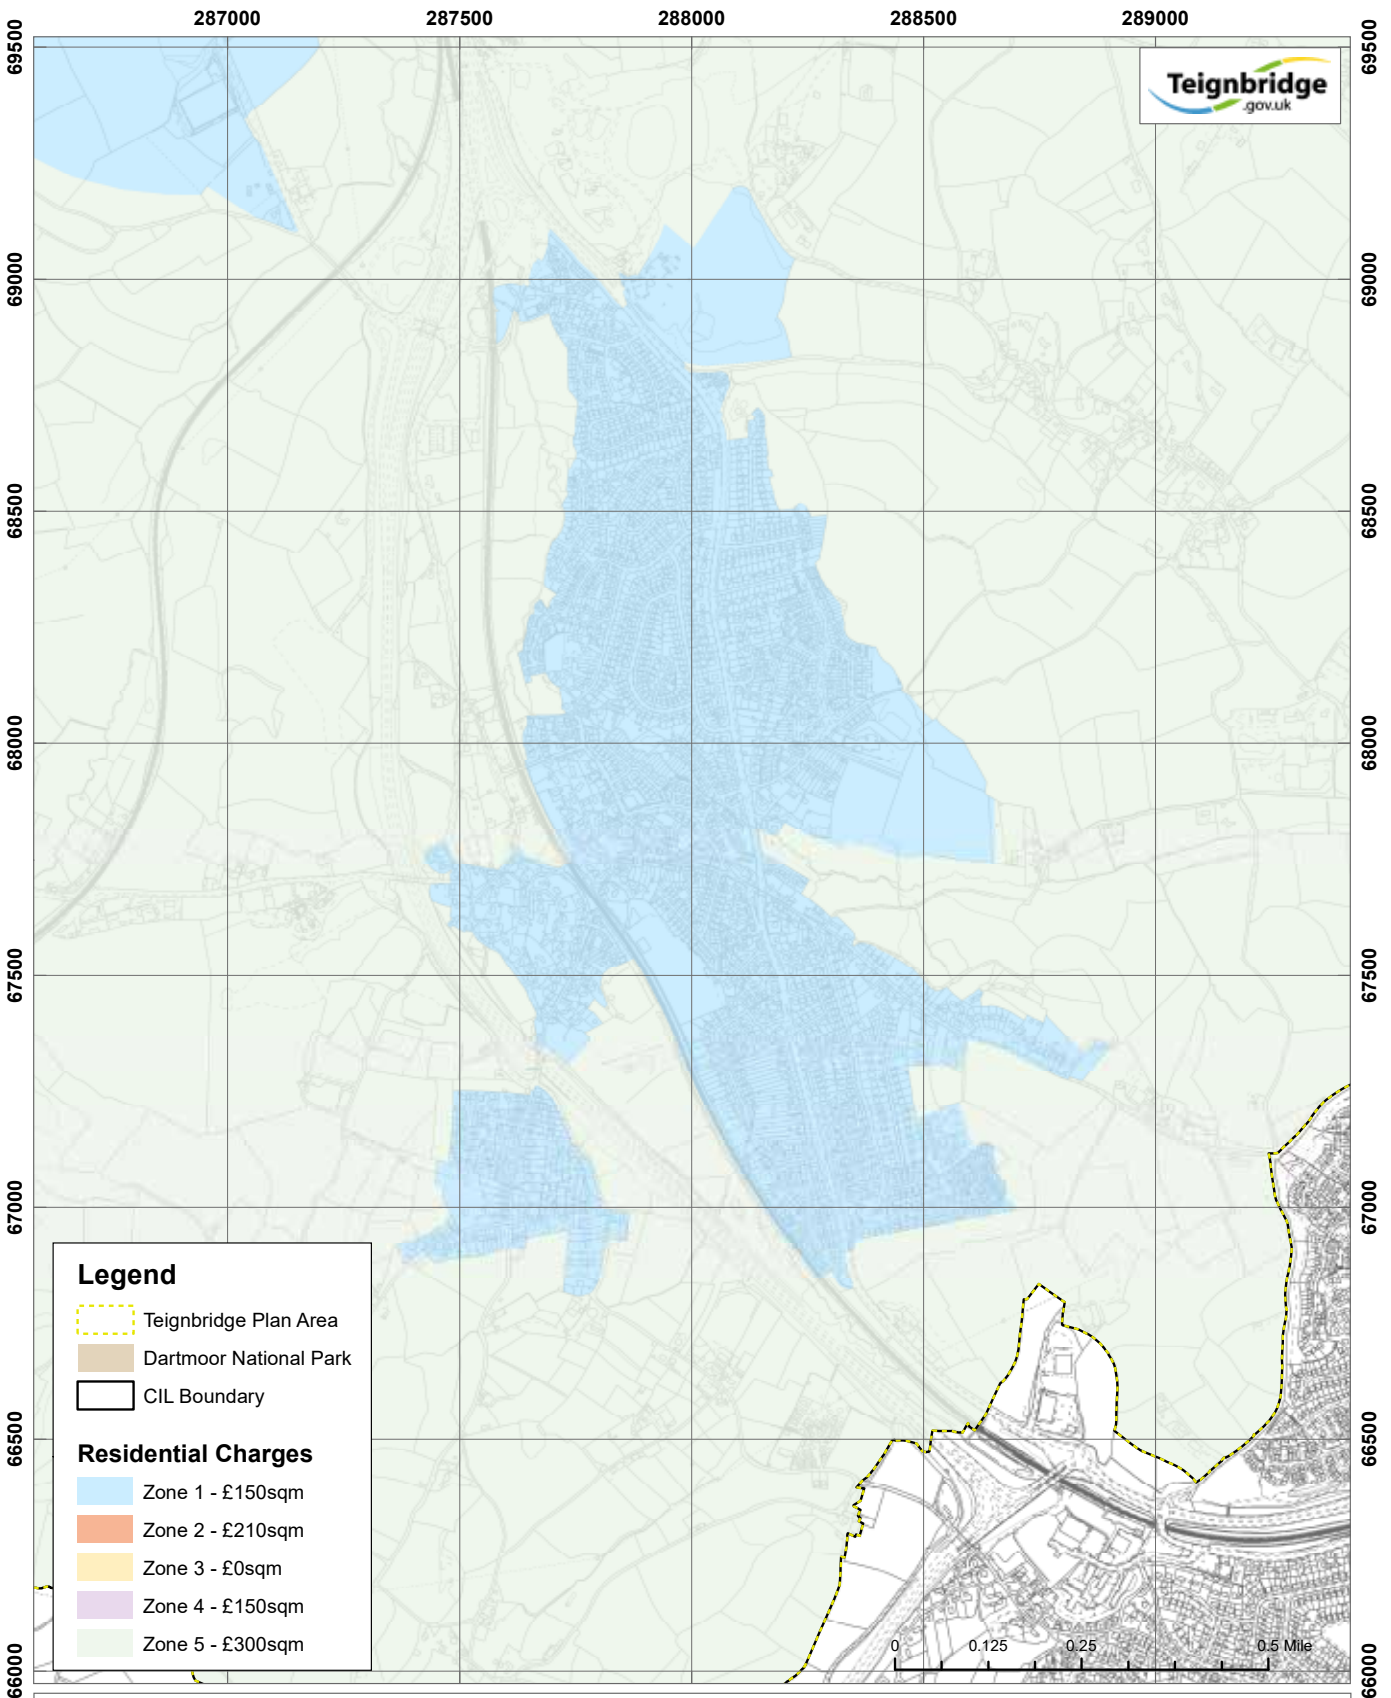 287000 287500 288000 288500 289000
69500 69500
Teignbridge
.gov.uk
69000 69000
68500 68500
68000 68000
67500 67500
67000 67000
Legend
Teignbridge Plan Area
Dartmoor National Park
CIL Boundary
66500 66500
Residential Charges
Zone 1 - £150sqm
Zone 2 - £210sqm
Zone 3 - £0sqm
Zone 4 - £150sqm
Zone 5 - £300sqm
0 0.125 0.25 0.5 Mile
66000 66000